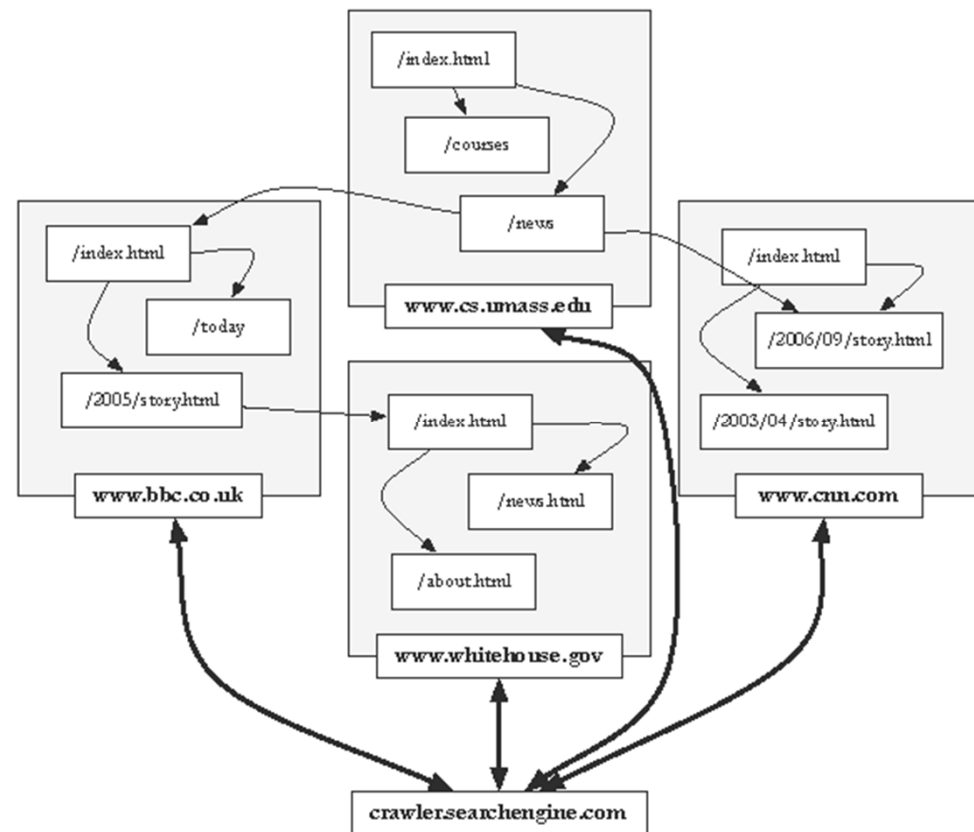 /index.html
/courses
/news
www.cs.umass.edu
/index.html
/today
/2005/story.html
www.bbc.co.uk
/index.html
/2006/09/story.html
/2003/04/story.html
www.cnn.com
/index.html
/news.html
/about.html
www.whitehouse.gov
crawler.searchengine.com